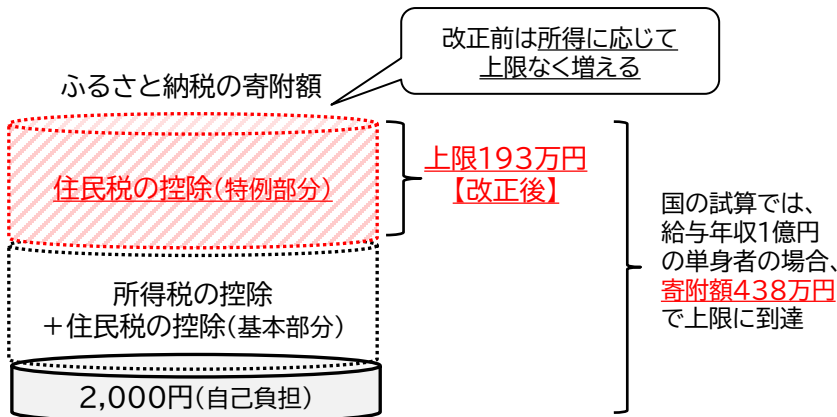 改正前は所得に応じて
上限なく増える
ふるさと納税の寄附額
住民税の控除(特例部分)
上限193万円
【改正後】
所得税の控除
＋住民税の控除(基本部分)
2,000円(自己負担)
国の試算では、
給与年収1億円
の単身者の場合、
寄附額438万円
で上限に到達